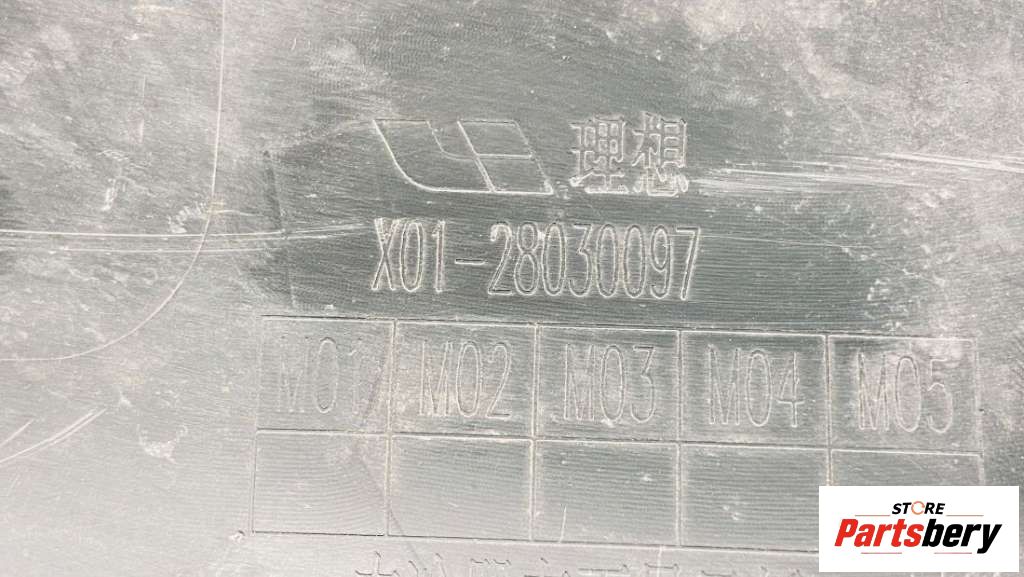 理想
X01-28030097
M01 M02 M03 M04 M05
STORE
Partsbery